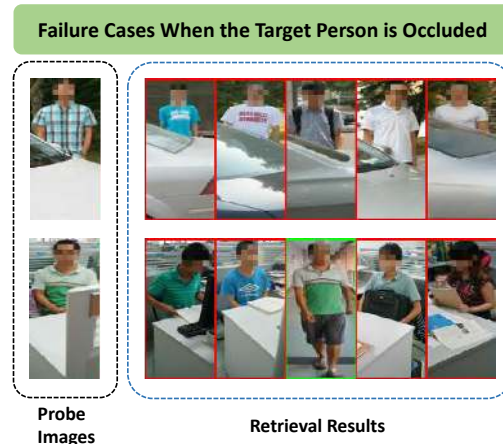 Failure Cases When the Target Person is Occluded
Probe
Images
Retrieval Results